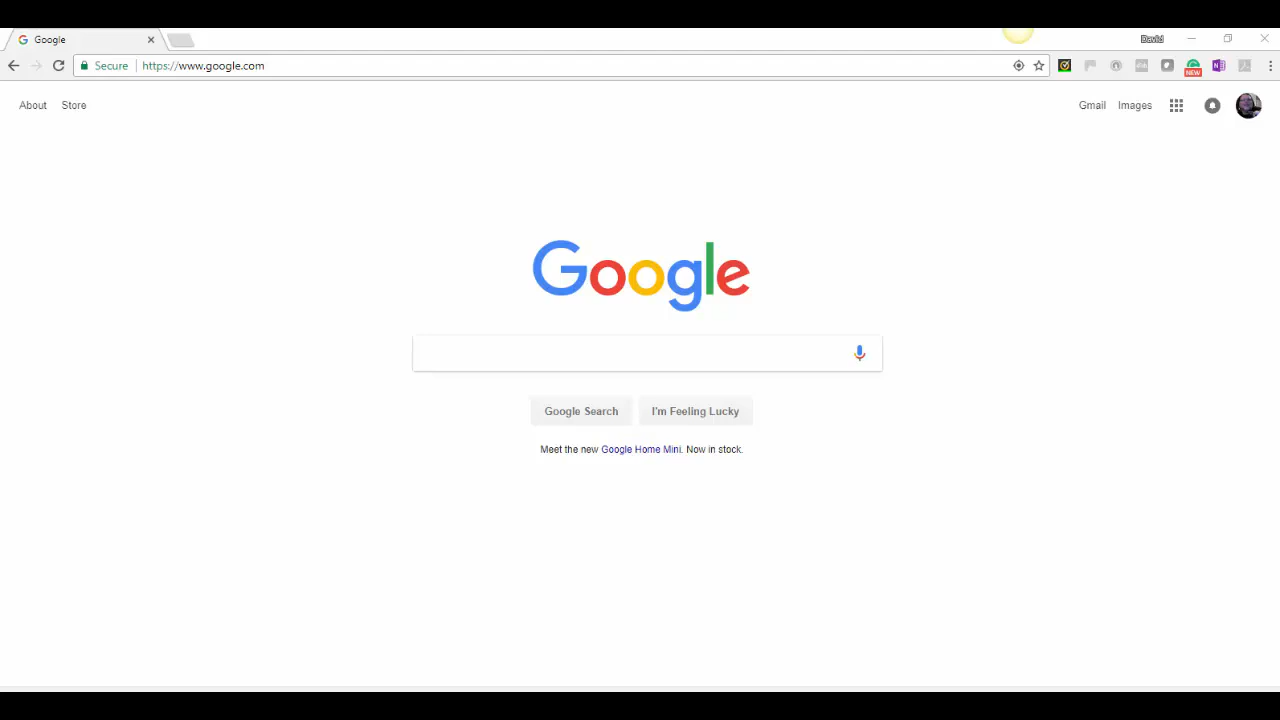 Google
David
Secure https://www.google.com
NEW
N
About Store
Gmail Images
Google
Google Search I'm Feeling Lucky
Meet the new Google Home Mini. Now in stock.